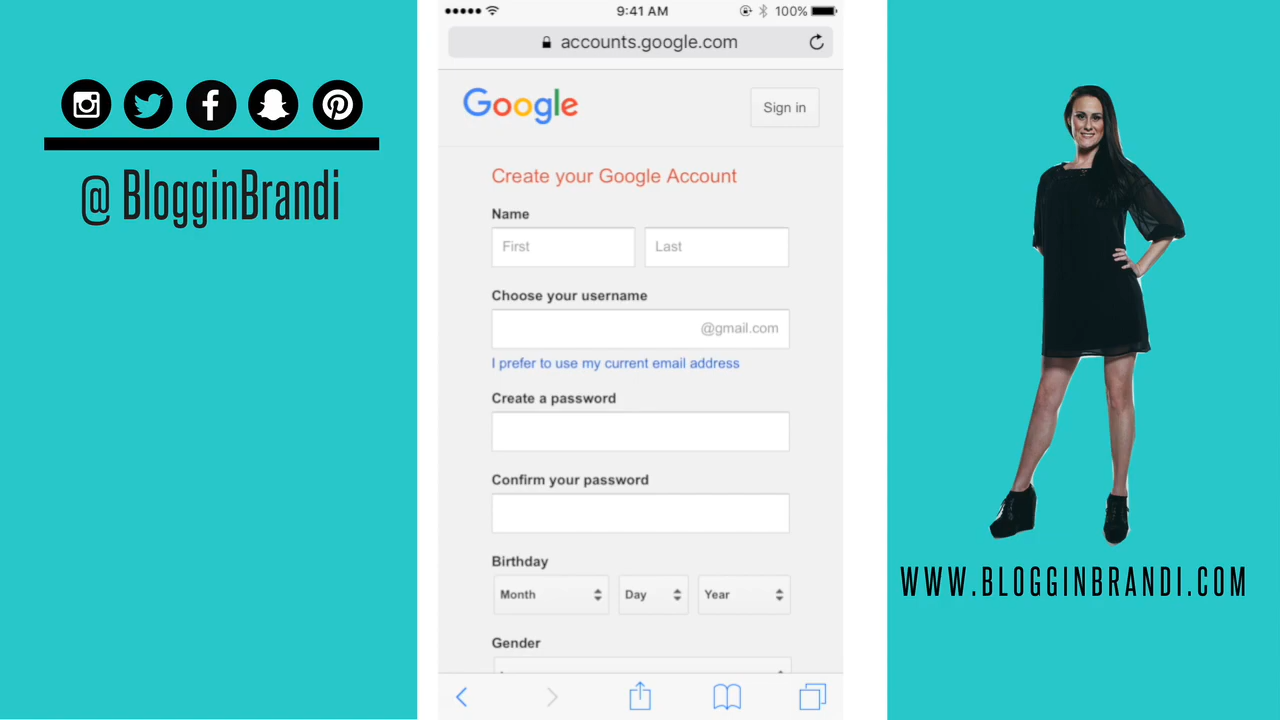 @ BlogginBrandi
9:41 AM
100%
accounts.google.com
Google
Sign in
Create your Google Account
Name
First
Last
Choose your username
@gmail.com
I prefer to use my current email address
Create a password
Confirm your password
Birthday
Month
Day
Year
Gender
WWW.BLOGGINBRANDI.COM